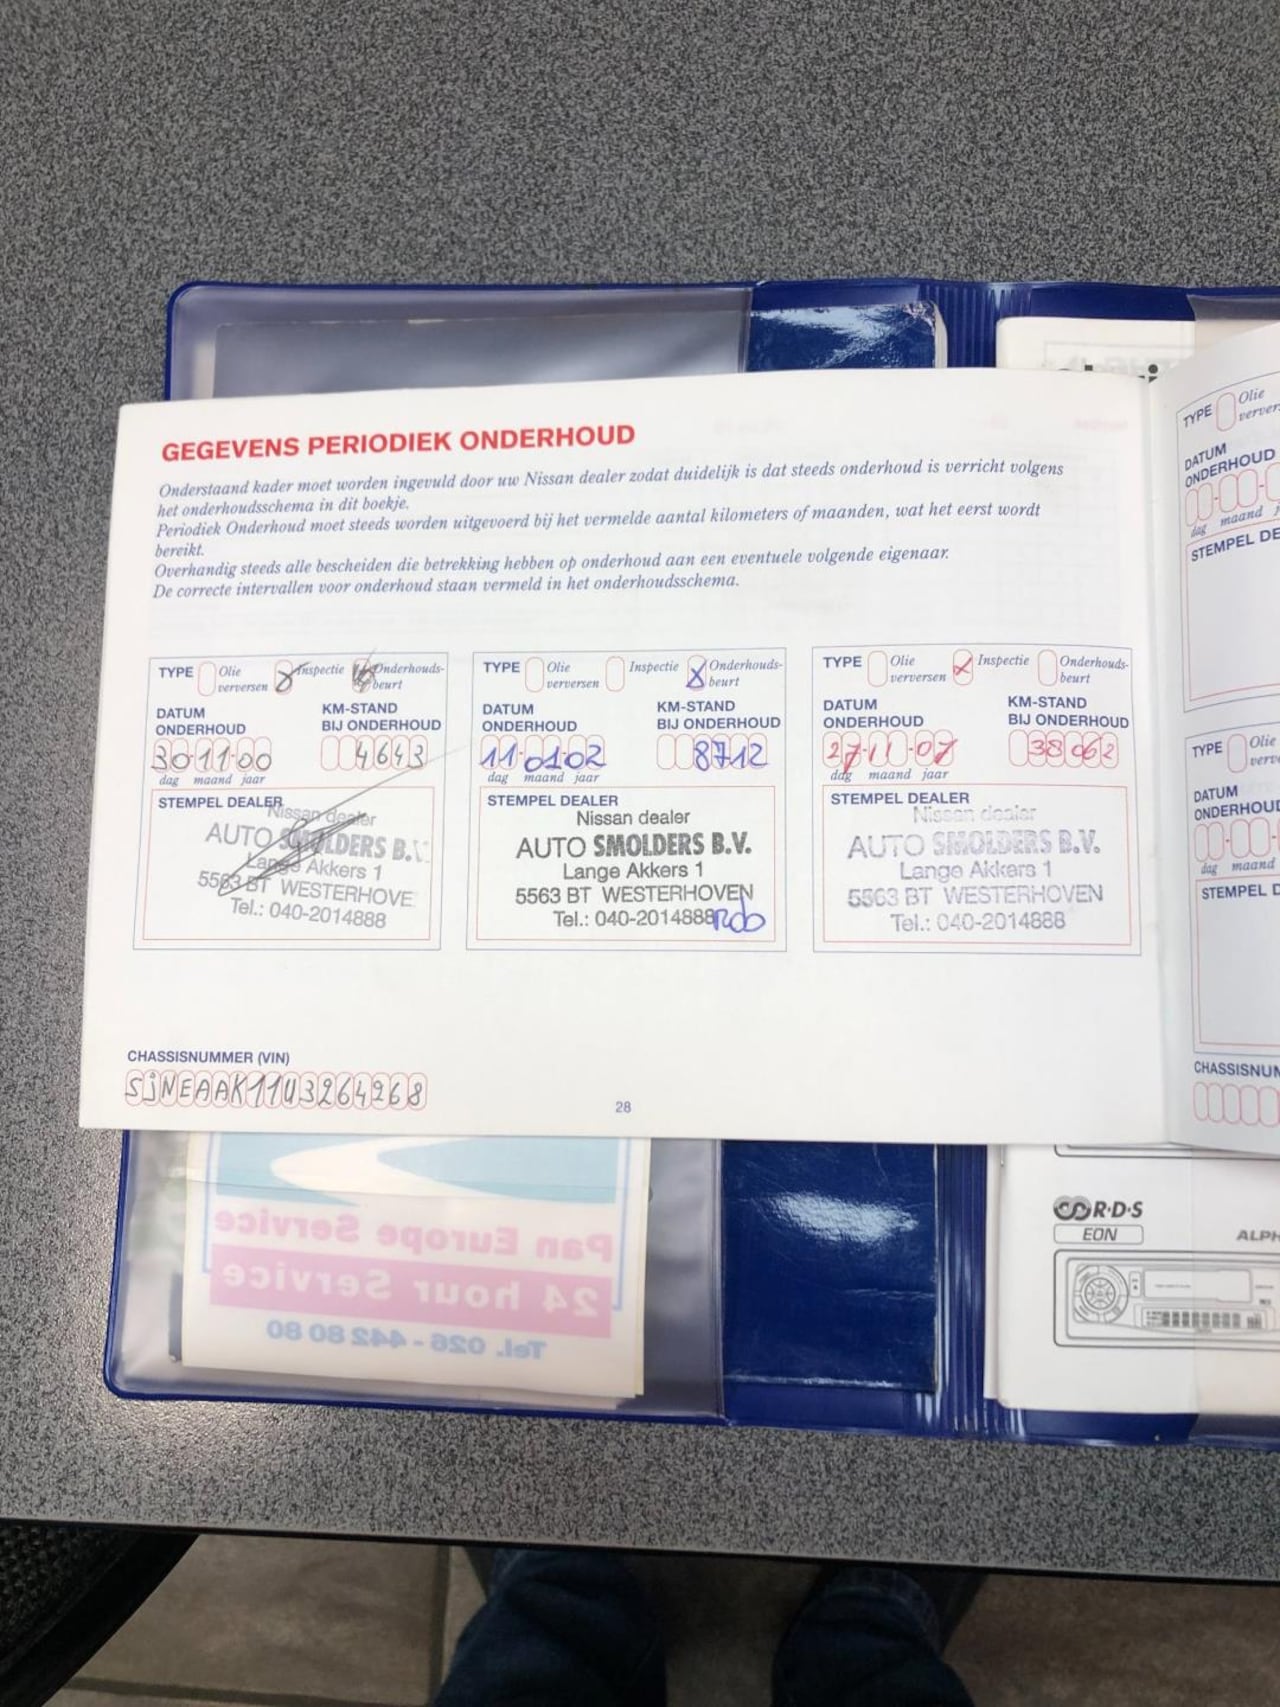 GEGEVENS PERIODIEK ONDERHOUD
Onderstaand kader moet worden ingevuld door uw Nissan dealer zodat duidelijk is dat steeds onderhoud is verricht volgens
het onderhoudsschema in dit boekje.
Periodiek Onderhoud moet steeds worden uitgevoerd bij het vermelde aantal kilometers of maanden, wat het eerst wordt
bereikt.
Overhandig steeds alle bescheiden die betrekking hebben op onderhoud aan een eventuele volgende eigenaar.
De correcte intervallen voor onderhoud staan vermeld in het onderhoudsschema.
TYPE Olie verversen Inspectie Onderhouds-
beurt
DATUM KM-STAND
ONDERHOUD BIJ ONDERHOUD
30-11-00 4643
dag maand jaar
STEMPEL DEALER
Nissan dealer
AUTO SMOLDERS B.V.
Lange Akkers 1
5563 BT WESTERHOVE
Tel.: 040-2014888
TYPE Olie verversen Inspectie Onderhouds-
beurt
DATUM KM-STAND
ONDERHOUD BIJ ONDERHOUD
11-01-02 8712
dag maand jaar
STEMPEL DEALER
Nissan dealer
AUTO SMOLDERS B.V.
Lange Akkers 1
5563 BT WESTERHOVEN
Tel.: 040-2014888 Rob
TYPE Olie verversen Inspectie Onderhouds-
beurt
DATUM KM-STAND
ONDERHOUD BIJ ONDERHOUD
27-11-07 38062
dag maand jaar
STEMPEL DEALER
Nissan dealer
AUTO SMOLDERS B.V.
Lange Akkers 1
5563 BT WESTERHOVEN
Tel.: 040-2014888
CHASSISNUMMER (VIN)
SJNEAAK11U3264968
28
TYPE Olie
DATUM
ONDERHOUD
dag maand
STEMPEL
TYPE Olie
DATUM
ONDERHOUD
dag maand
STEMPEL
Pan Europe Service
24 hour Service
Tel. 026-442 80 80
R·D·S
EON